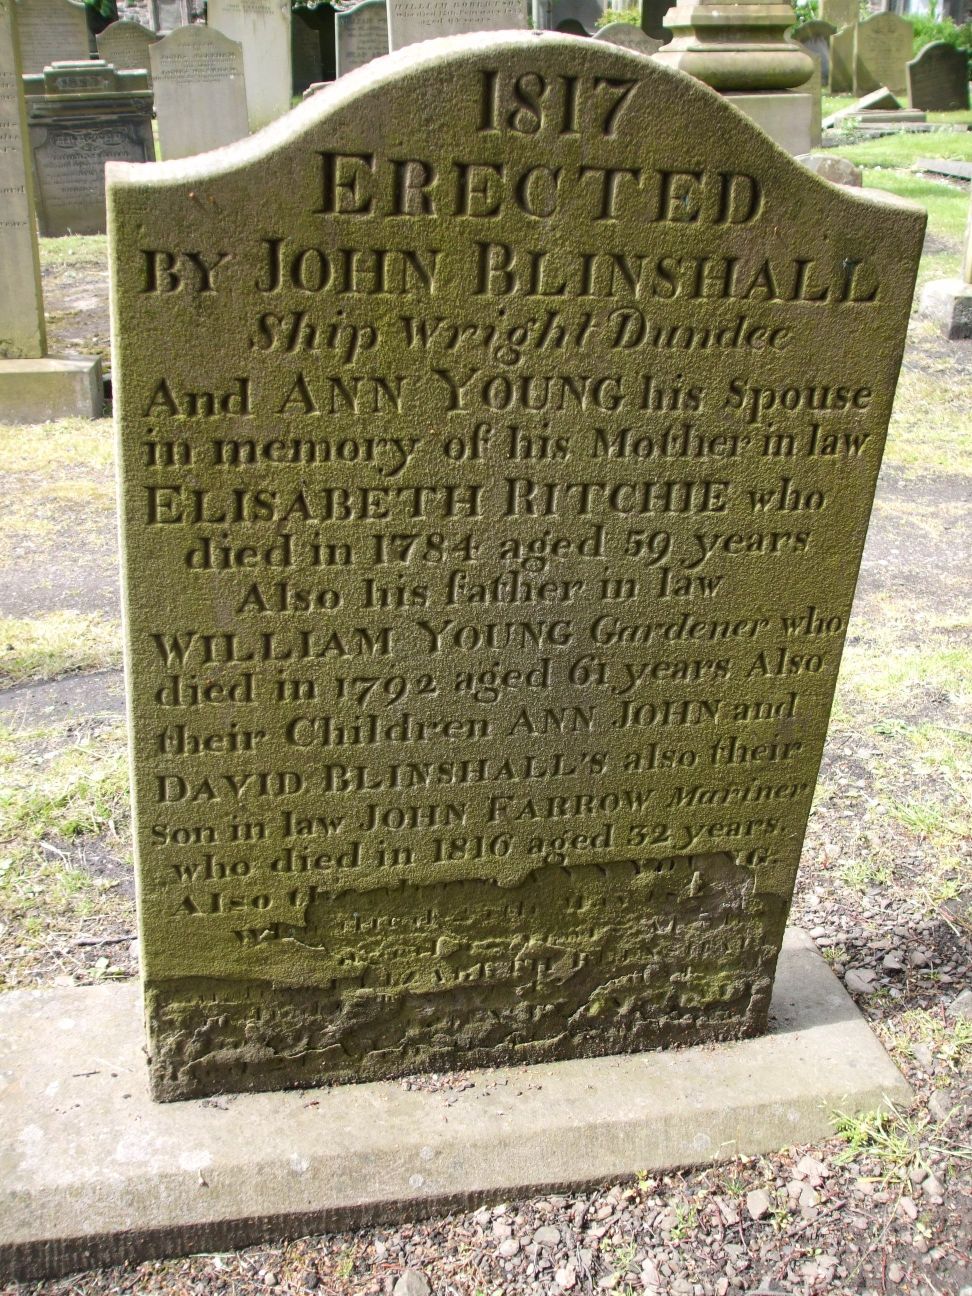 1817
ERECTED
BY JOHN BLINSHALL
Ship Wright Dundee
And ANN YOUNG his Spouse
in memory of his Mother in law
ELISABETH RITCHIE who
died in 1784 aged 59 years
Also his father in law
WILLIAM YOUNG Gardener who
died in 1792 aged 61 years Also
their Children ANN JOHN and
DAVID BLINSHALL'S also their
Son in law JOHN FARROW Mariner
who died in 1816 aged 32 years.
Also YOUNG